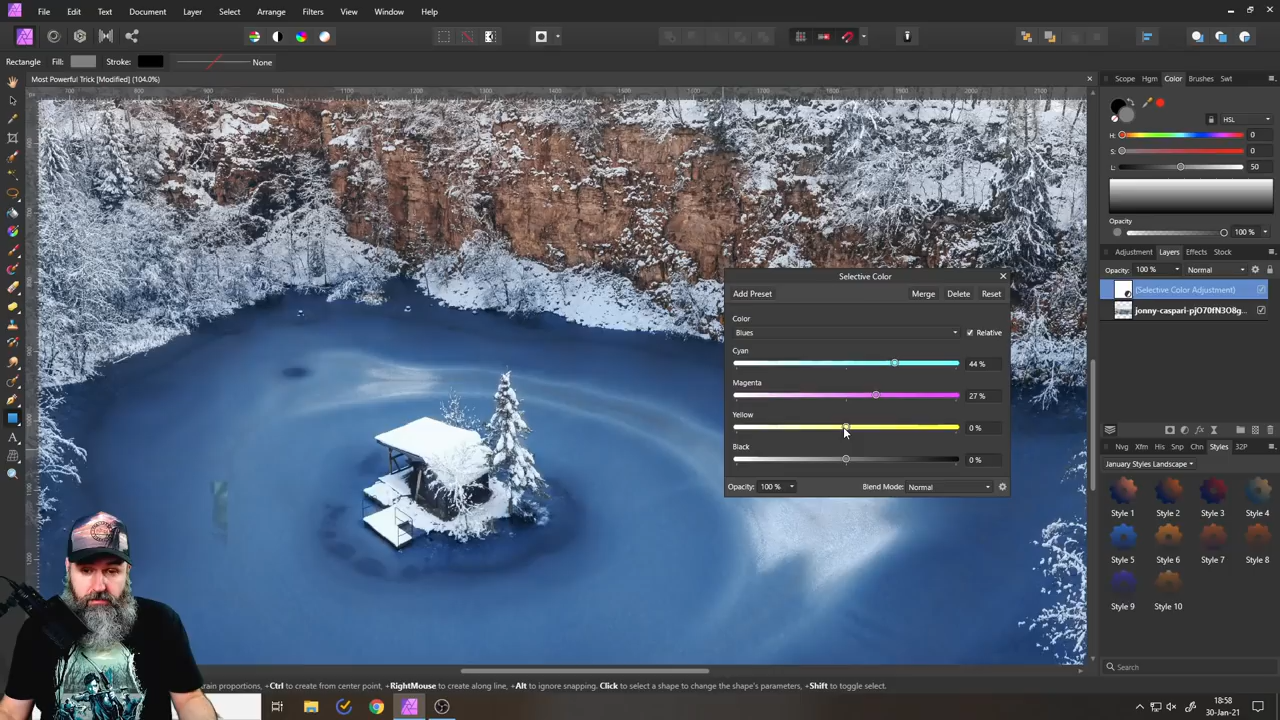 File Edit Text Document Layer Select Arrange Filters View Window Help
Rectangle Fill: Stroke: None
Most Powerful Trick [Modified] (104.0%)
Scope Hgm Color Brushes Swt
HSL
H: 0
S: 0
L: 50
Opacity
100 %
Adjustment Layers Effects Stock
Opacity: 100 % Normal
(Selective Color Adjustment)
jonny-caspari-pjO70fN3O8g...
Selective Color
Add Preset Merge Delete Reset
Color
Blues Relative
Cyan
44 %
Magenta
27 %
Yellow
0 %
Black
0 %
Opacity: 100 % Blend Mode: Normal
Nvg Xfm His Snp Chn Styles 32P
January Styles Landscape
Style 1 Style 2 Style 3 Style 4
Style 5 Style 6 Style 7 Style 8
Style 9 Style 10
Search
train proportions, +Ctrl to create from center point, +RightMouse to create along line, +Alt to ignore snapping. Click to select a shape to change the shape's parameters, +Shift to toggle select.
18:58
30-Jan-21